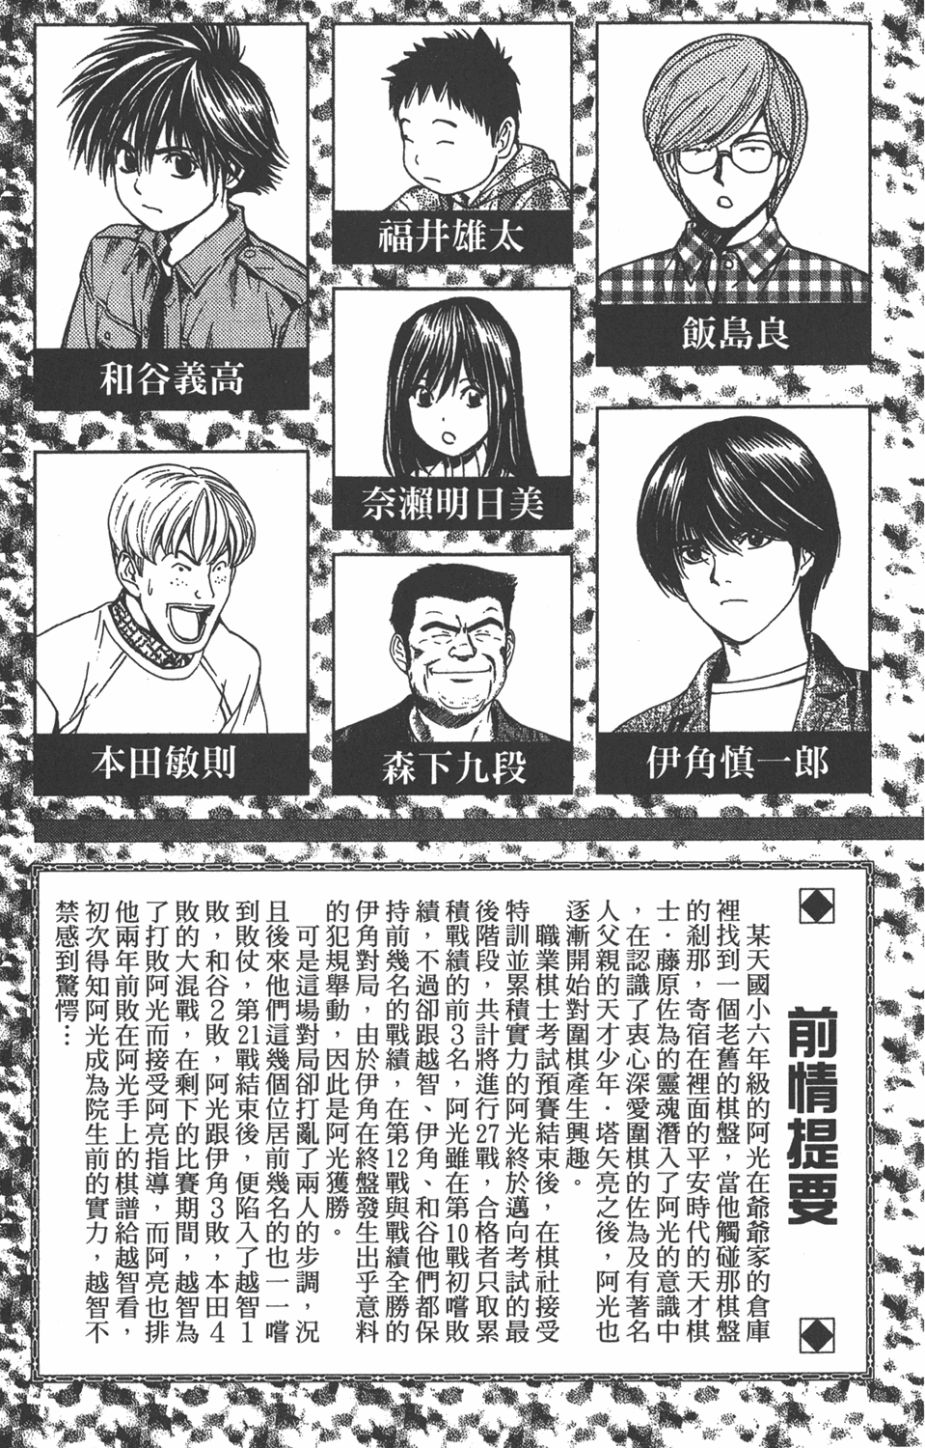 飯島良
伊角慎一郎
福井雄太
奈瀨明日美
森下九段
和谷義高
本田敏則
前情提要
某天國小六年級的阿光在爺爺家的倉庫
裡找到一個老舊的棋盤，當他觸碰那棋盤
的剎那，寄宿在裡面的平安時代的天才棋
士．藤原佐為的靈魂潛入了阿光的意識中
，在認識了衷心深愛圍棋的佐為及有著名
人父親的天才少年．塔矢亮之後，阿光也
逐漸開始對圍棋產生興趣。
職業棋士考試預賽結束後，在棋社接受
特訓並累積實力的阿光終於邁向考試的最
後階段，共計將進行27戰，合格者只取累
積戰績的前3名，阿光雖在第10戰初嚐敗
績，不過卻跟越智、伊角、和谷他們都保
持前幾名的戰績，在第12戰與戰績全勝的
伊角對局，由於伊角在終盤發生出乎意料
的犯規舉動，因此是阿光獲勝。
可是這場對局卻打亂了兩人的步調，況
且後來他們這幾個位居前幾名的也一一嚐
到敗仗，第21戰結束後，便陷入了越智1
敗，和谷2敗，阿光跟伊角3敗，本田4
敗的大混戰，在剩下的比賽期間，越智為
了打敗阿光而接受阿亮指導，而阿亮也排
他兩年前敗在阿光手上的棋譜給越智看，
初次得知阿光成為院生前的實力，越智不
禁感到驚愕…